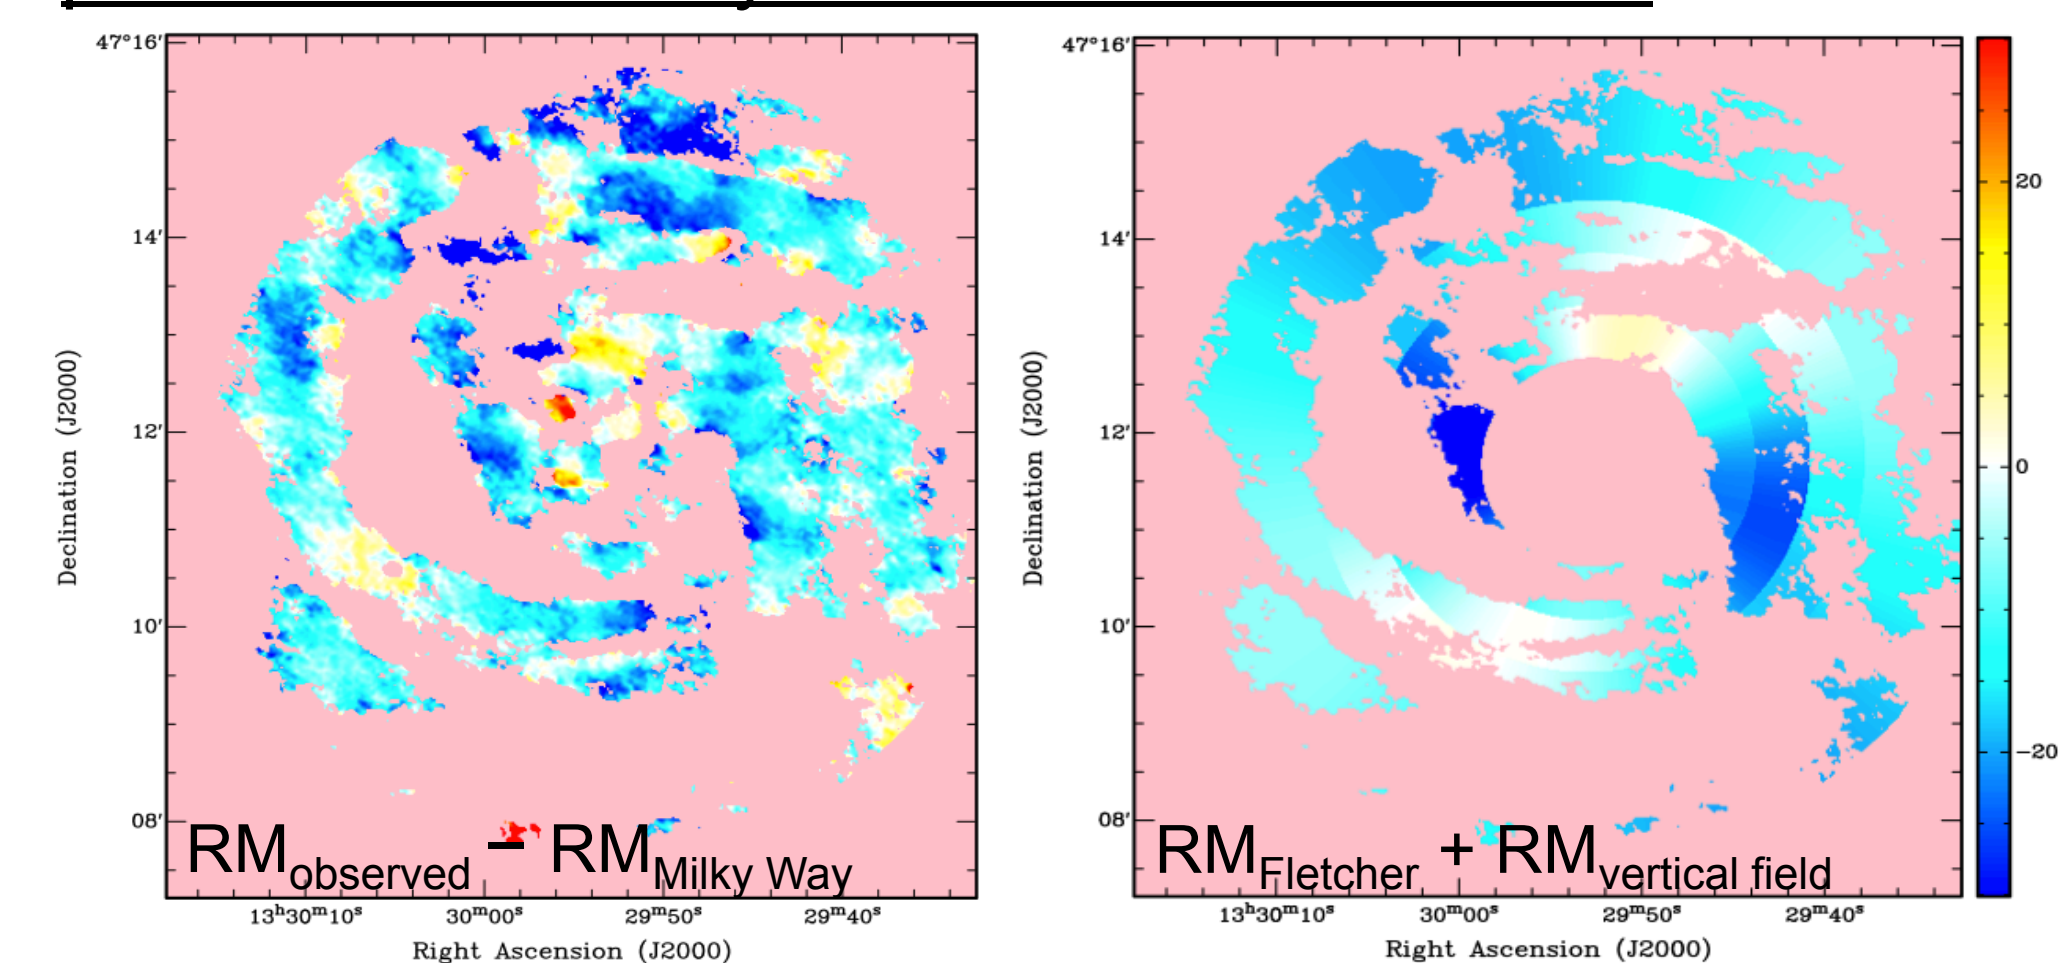 47°16′
14′
12′
10′
08′
Declination (J2000)
RMobserved – RMMilky Way
13ʰ30ᵐ10ˢ 30ᵐ00ˢ 29ᵐ50ˢ 29ᵐ40ˢ
Right Ascension (J2000)
47°16′
14′
12′
10′
08′
Declination (J2000)
RMFletcher + RMvertical field
13ʰ30ᵐ10ˢ 30ᵐ00ˢ 29ᵐ50ˢ 29ᵐ40ˢ
Right Ascension (J2000)
20
0
−20